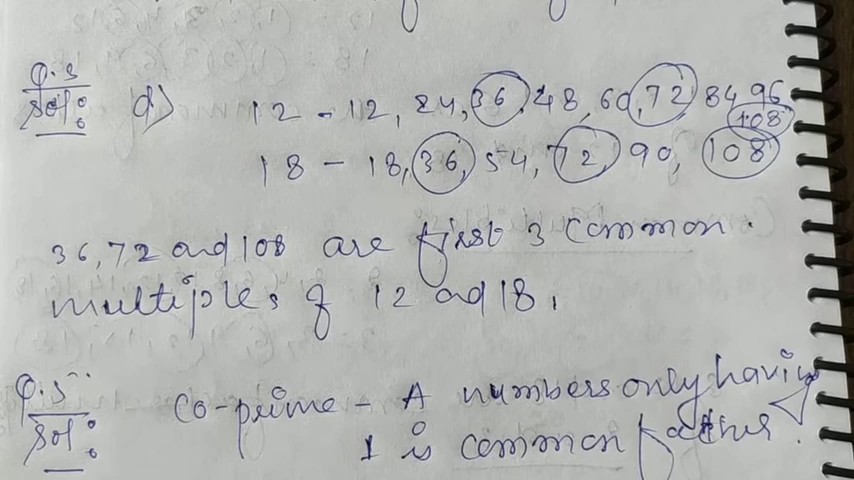 Q.3
Sol: d) 12 - 12, 24, 36, 48, 60, 72, 84, 96
108
18 - 18, 36, 54, 72, 90, 108
36, 72 and 108 are first 3 common.
multiples of 12 ad 18.
Q.5 Co-prime - A numbers only having
Sol: 1 is common factors.